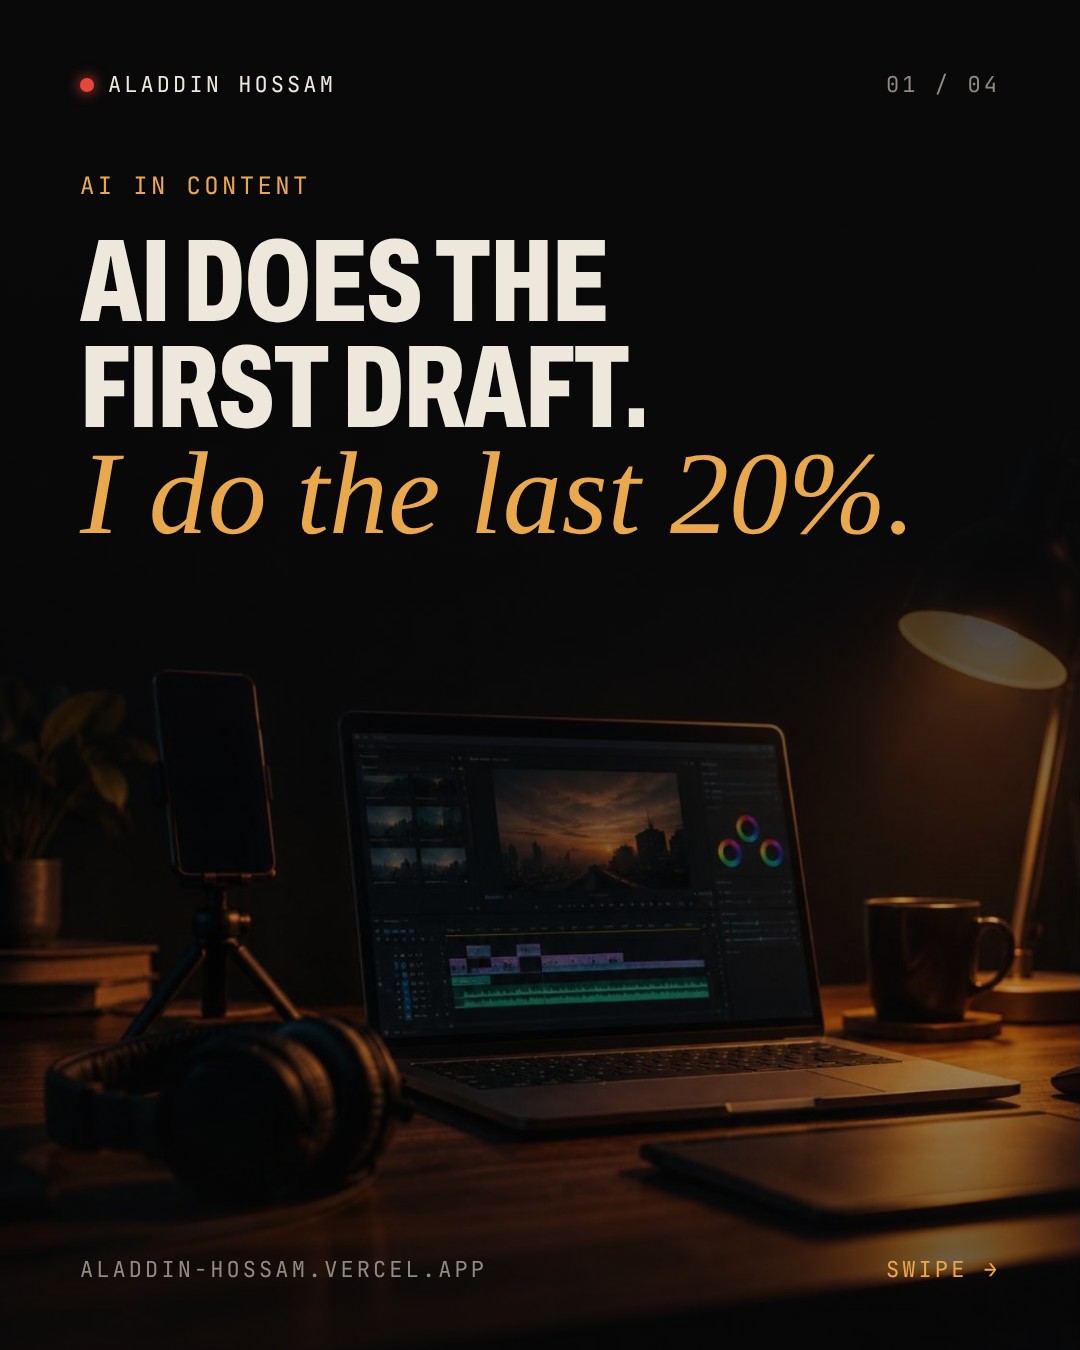 ALADDIN HOSSAM
01 / 04
AI IN CONTENT
AI DOES THE
FIRST DRAFT.
I do the last 20%.
ALADDIN-HOSSAM.VERCEL.APP
SWIPE →